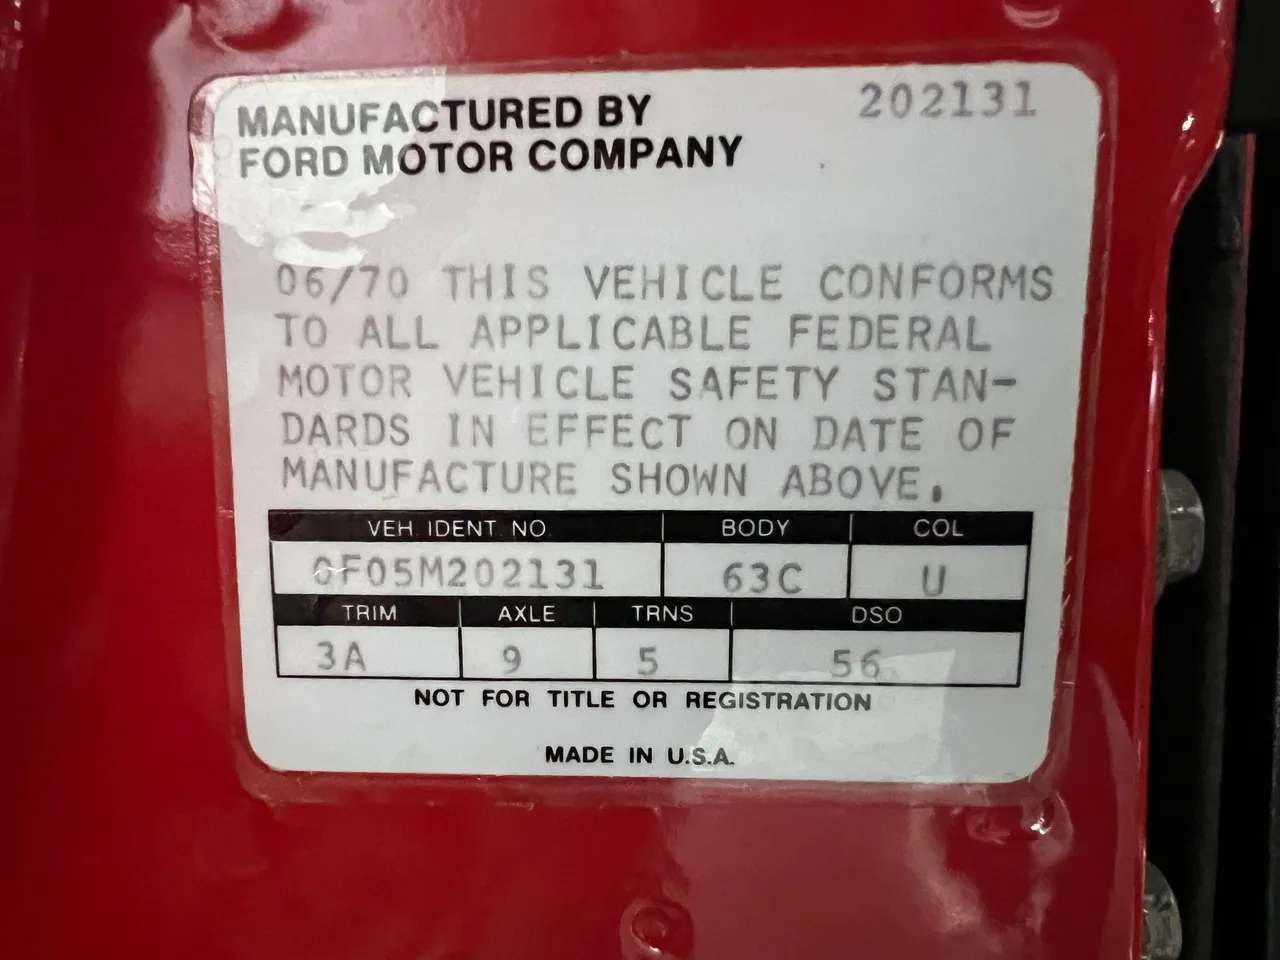 MANUFACTURED BY
FORD MOTOR COMPANY
202131
06/70 THIS VEHICLE CONFORMS
TO ALL APPLICABLE FEDERAL
MOTOR VEHICLE SAFETY STAN-
DARDS IN EFFECT ON DATE OF
MANUFACTURE SHOWN ABOVE.
VEH. IDENT. NO. BODY COL
0F05M202131 63C U
TRIM AXLE TRNS DSO
3A 9 5 56
NOT FOR TITLE OR REGISTRATION
MADE IN U.S.A.